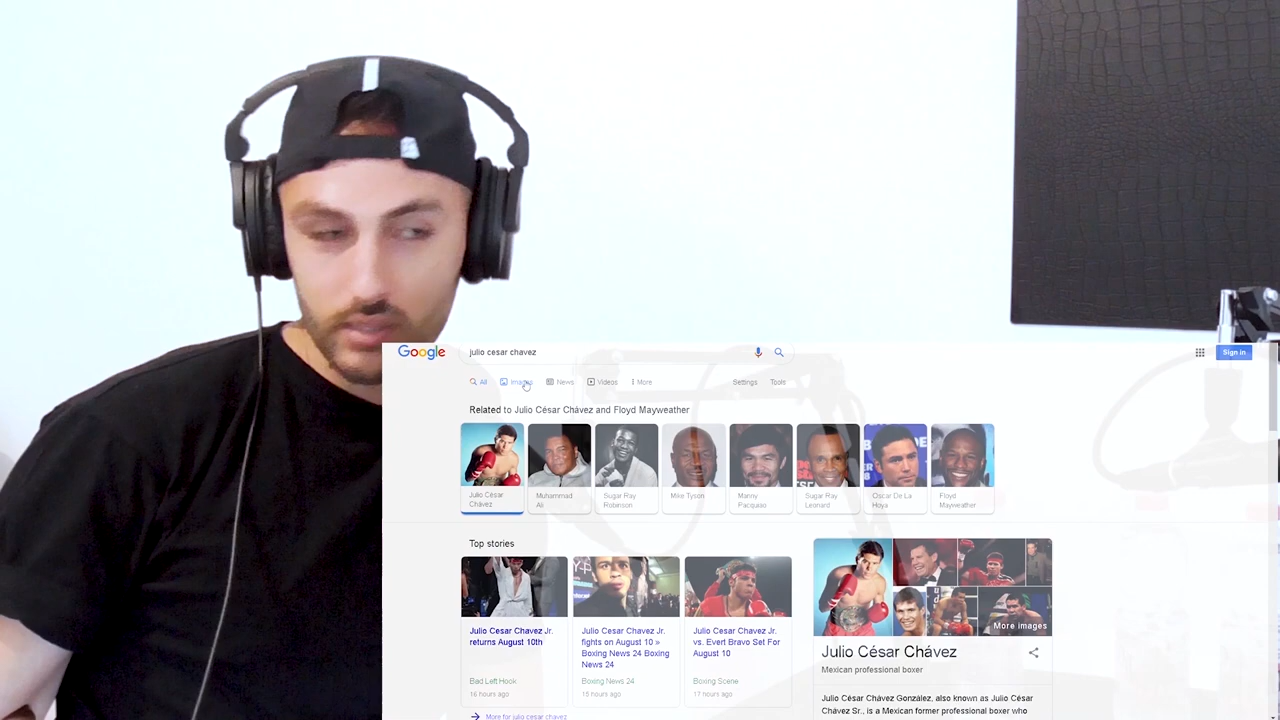 Google
julio cesar chavez
Sign in
All
Images
News
Videos
More
Settings
Tools
Related to Julio César Chávez and Floyd Mayweather
Julio César
Chávez
Muhammad
Ali
Sugar Ray
Robinson
Mike Tyson
Manny
Pacquiao
Sugar Ray
Leonard
Oscar De La
Hoya
Floyd
Mayweather
Top stories
Julio Cesar Chavez Jr.
returns August 10th
Bad Left Hook
16 hours ago
Julio Cesar Chavez Jr.
fights on August 10 »
Boxing News 24 Boxing
News 24
Boxing News 24
15 hours ago
Julio Cesar Chavez Jr.
vs. Evert Bravo Set For
August 10
Boxing Scene
17 hours ago
More for julio cesar chavez
More images
Julio César Chávez
Mexican professional boxer
Julio César Chávez González, also known as Julio César
Chávez Sr., is a Mexican former professional boxer who